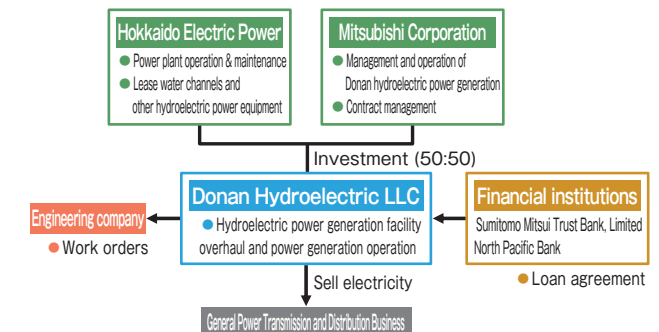 Hokkaido Electric Power
● Power plant operation & maintenance
● Lease water channels and
other hydroelectric power equipment
Mitsubishi Corporation
● Management and operation of
Donan hydroelectric power generation
● Contract management
Investment (50:50)
Donan Hydroelectric LLC
● Hydroelectric power generation facility
overhaul and power generation operation
Engineering company
● Work orders
Financial institutions
Sumitomo Mitsui Trust Bank, Limited
North Pacific Bank
● Loan agreement
Sell electricity
General Power Transmission and Distribution Business